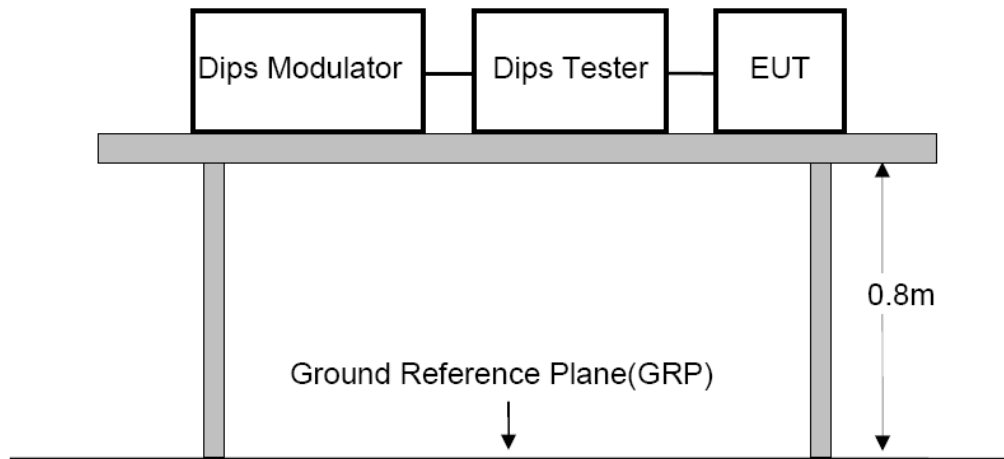 Dips Modulator
Dips Tester
EUT
0.8m
Ground Reference Plane(GRP)